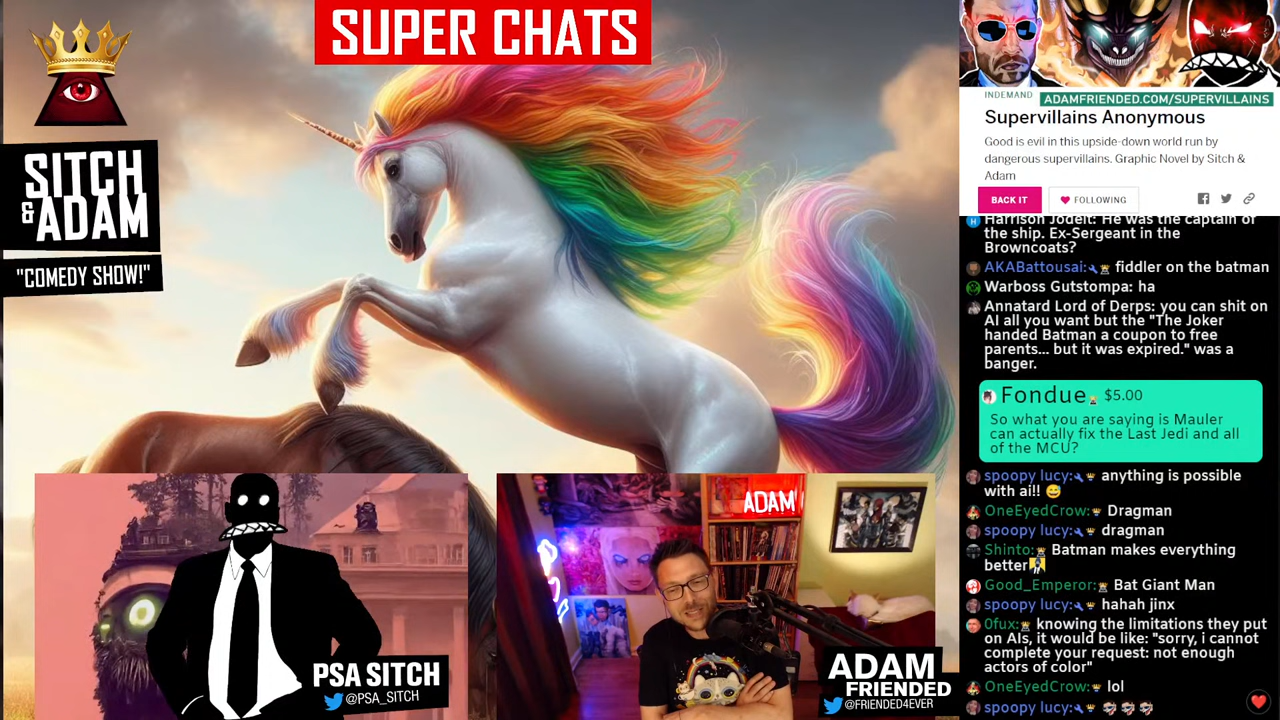 SUPER CHATS
SITCH
& ADAM
"COMEDY SHOW!"
INDEMAND
ADAMFRIENDED.COM/SUPERVILLAINS
Supervillains Anonymous
Good is evil in this upside-down world run by
dangerous supervillains. Graphic Novel by Sitch &
Adam
BACK IT
FOLLOWING
H Harrison Jodeit: He was the captain of
the ship. Ex-Sergeant in the
Browncoats?
AKABattousai: fiddler on the batman
Warboss Gutstompa: ha
Annatard Lord of Derps: you can shit on
AI all you want but the "The Joker
handed Batman a coupon to free
parents... but it was expired." was a
banger.
Fondue $5.00
So what you are saying is Mauler
can actually fix the Last Jedi and all
of the MCU?
spoopy lucy: anything is possible
with ai!! 😅
OneEyedCrow: Dragman
spoopy lucy: dragman
Shinto: Batman makes everything
better
Good_Emperor: Bat Giant Man
spoopy lucy: hahah jinx
0fux: knowing the limitations they put
on AIs, it would be like: "sorry, i cannot
complete your request: not enough
actors of color"
OneEyedCrow: lol
spoopy lucy:
PSA SITCH
@PSA_SITCH
ADAM
ADAM
FRIENDED
@FRIENDED4EVER